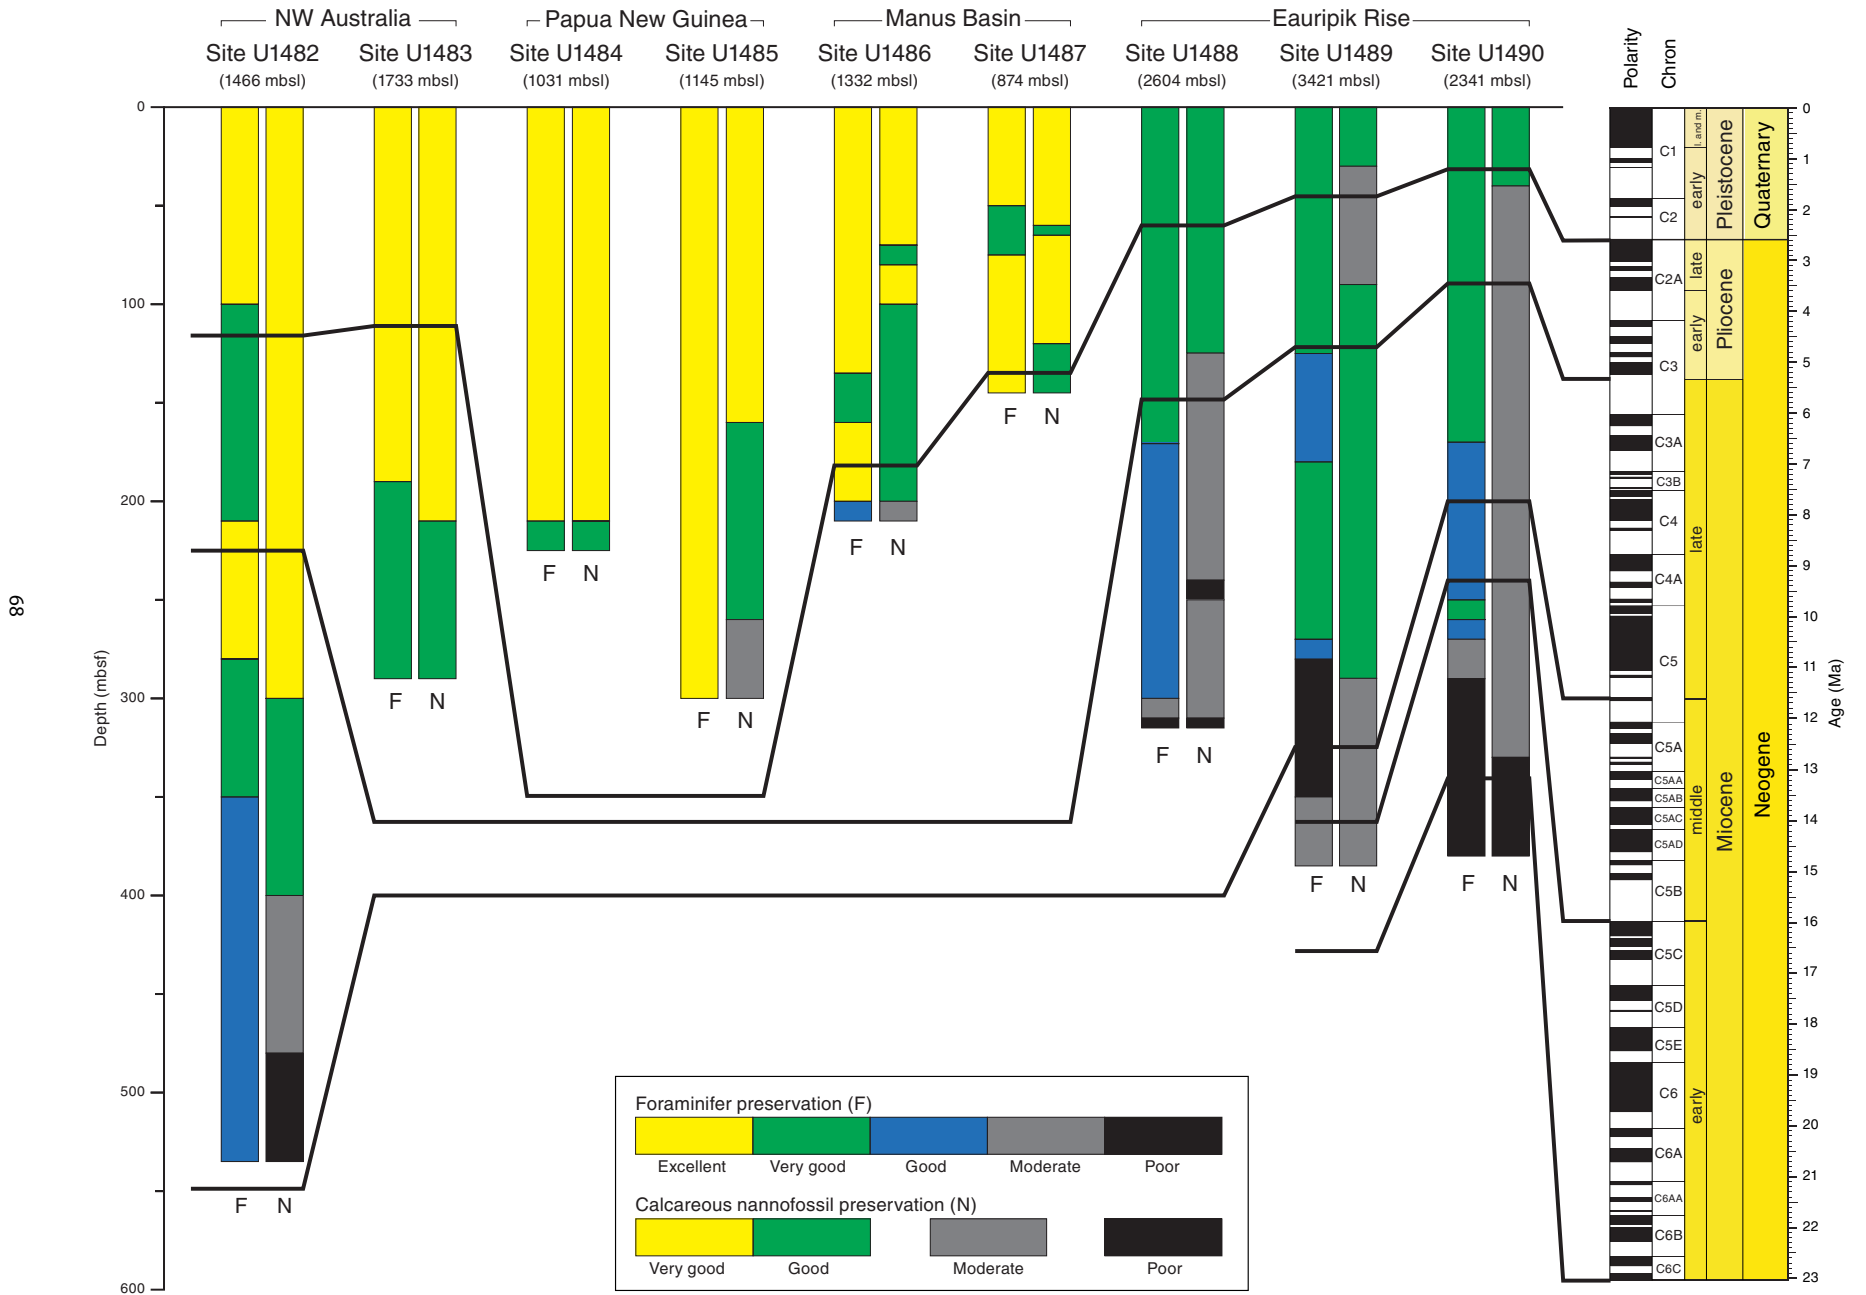 NW Australia
Papua New Guinea
Manus Basin
Eauripik Rise
Site U1482
(1466 mbsl)
Site U1483
(1733 mbsl)
Site U1484
(1031 mbsl)
Site U1485
(1145 mbsl)
Site U1486
(1332 mbsl)
Site U1487
(874 mbsl)
Site U1488
(2604 mbsl)
Site U1489
(3421 mbsl)
Site U1490
(2341 mbsl)
Polarity
Chron
0
100
200
300
400
500
600
Depth (mbsf)
68
F N
F N
F N
F N
F N
F N
F N
F N
F N
C1
C2
C2A
C3
C3A
C3B
C4
C4A
C5
C5A
C5AA
C5AB
C5AC
C5AD
C5B
C5C
C5D
C5E
C6
C6A
C6AA
C6B
C6C
l. and m.
early
late
early
late
middle
early
Pleistocene
Pliocene
Miocene
Quaternary
Neogene
0
1
2
3
4
5
6
7
8
9
10
11
12
13
14
15
16
17
18
19
20
21
22
23
Age (Ma)
Foraminifer preservation (F)
Excellent Very good Good Moderate Poor
Calcareous nannofossil preservation (N)
Very good Good Moderate Poor